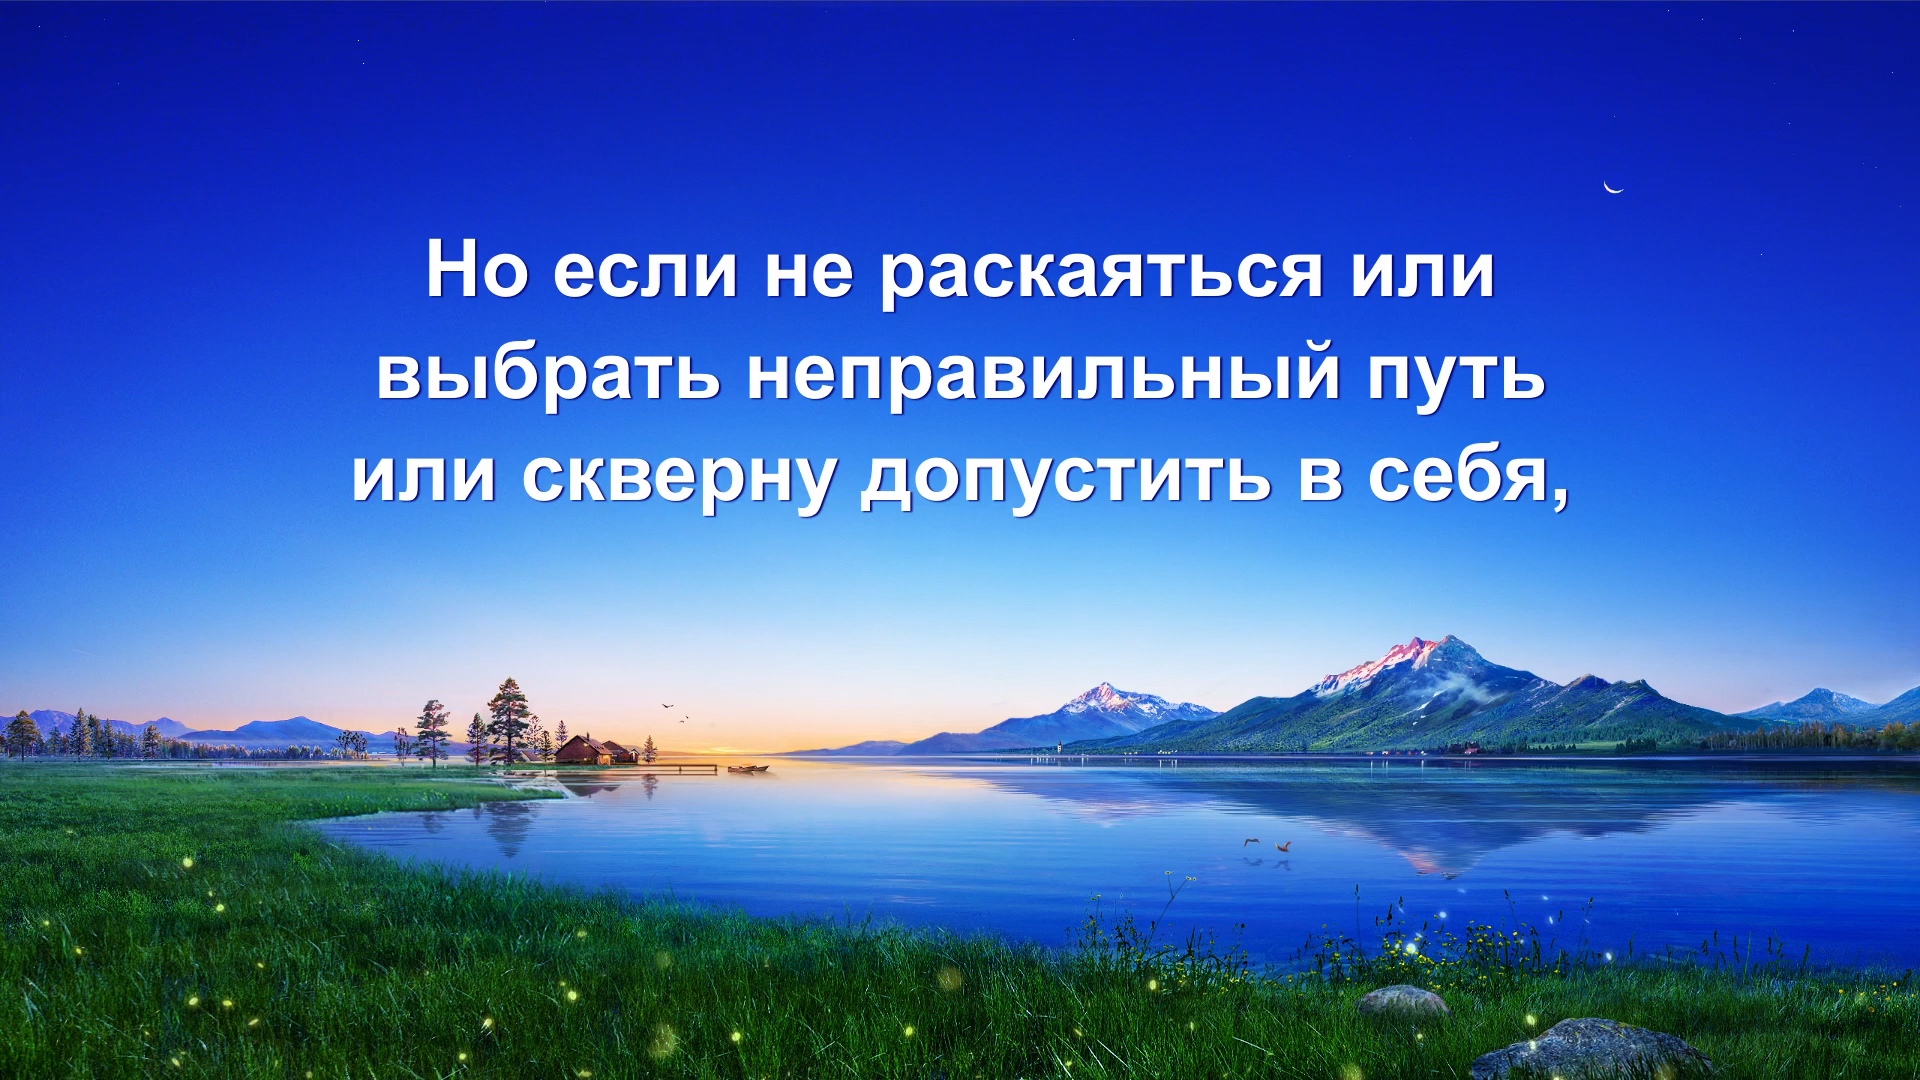 Но если не раскаяться или
выбрать неправильный путь
или скверну допустить в себя,